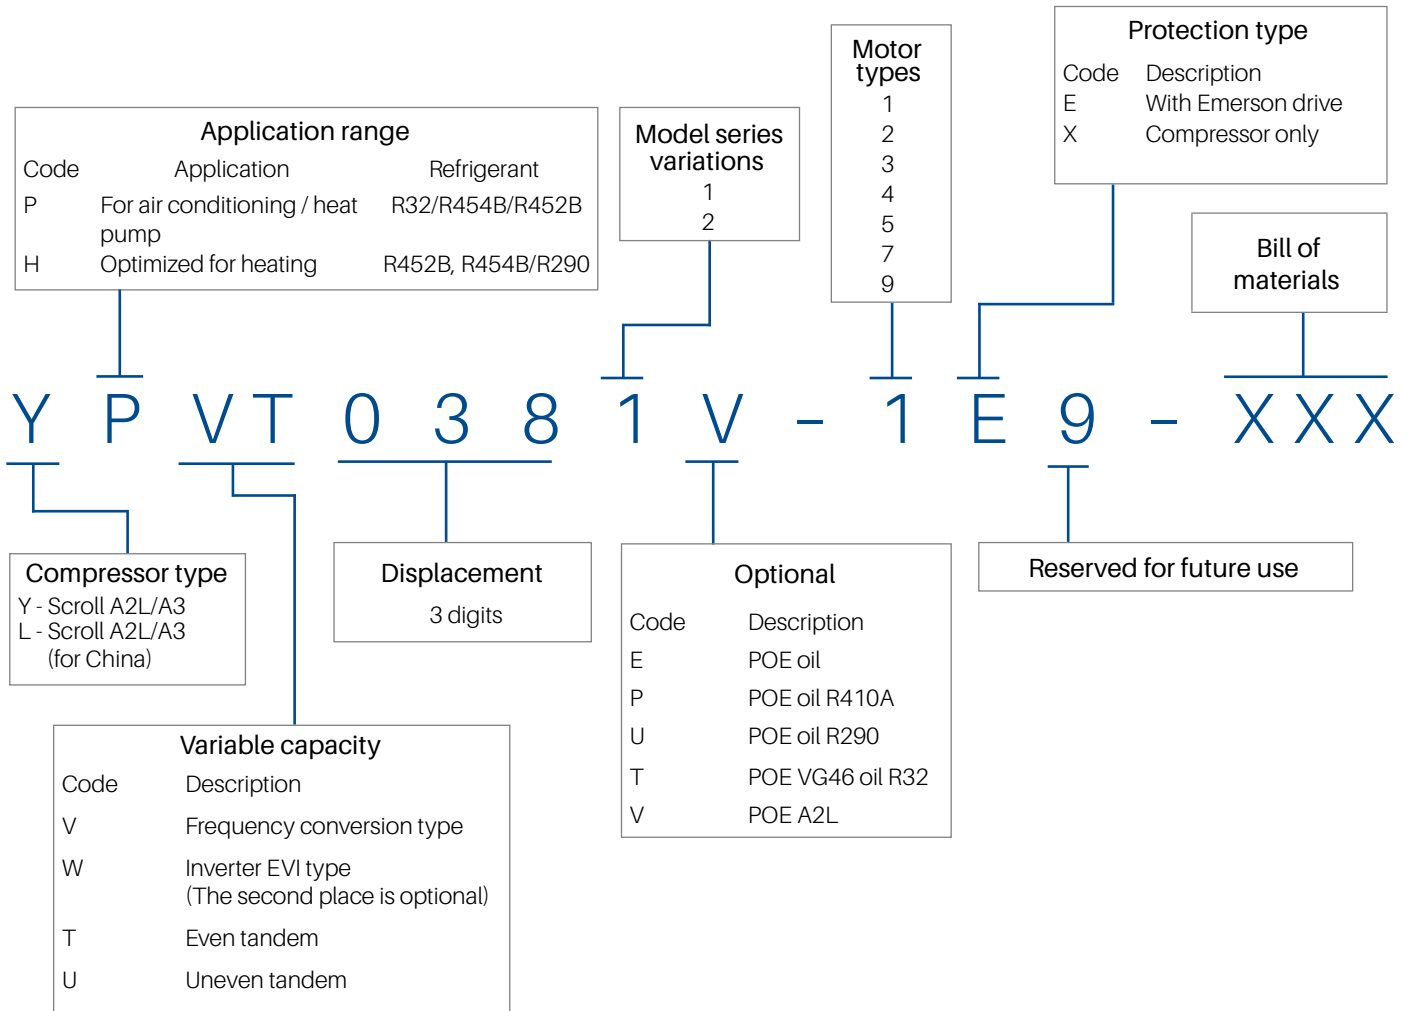 Protection type
Code Description
E With Emerson drive
X Compressor only
Motor
types
1
2
3
4
5
7
9
Application range
Code Application Refrigerant
P For air conditioning / heat R32/R454B/R452B
pump
H Optimized for heating R452B, R454B/R290
Model series
variations
1
2
Bill of
materials
Y P V T 0 3 8 1 V - 1 E 9 - X X X
Compressor type
Y - Scroll A2L/A3
L - Scroll A2L/A3
(for China)
Displacement
3 digits
Optional
Code Description
E POE oil
P POE oil R410A
U POE oil R290
T POE VG46 oil R32
V POE A2L
Reserved for future use
Variable capacity
Code Description
V Frequency conversion type
W Inverter EVI type
(The second place is optional)
T Even tandem
U Uneven tandem